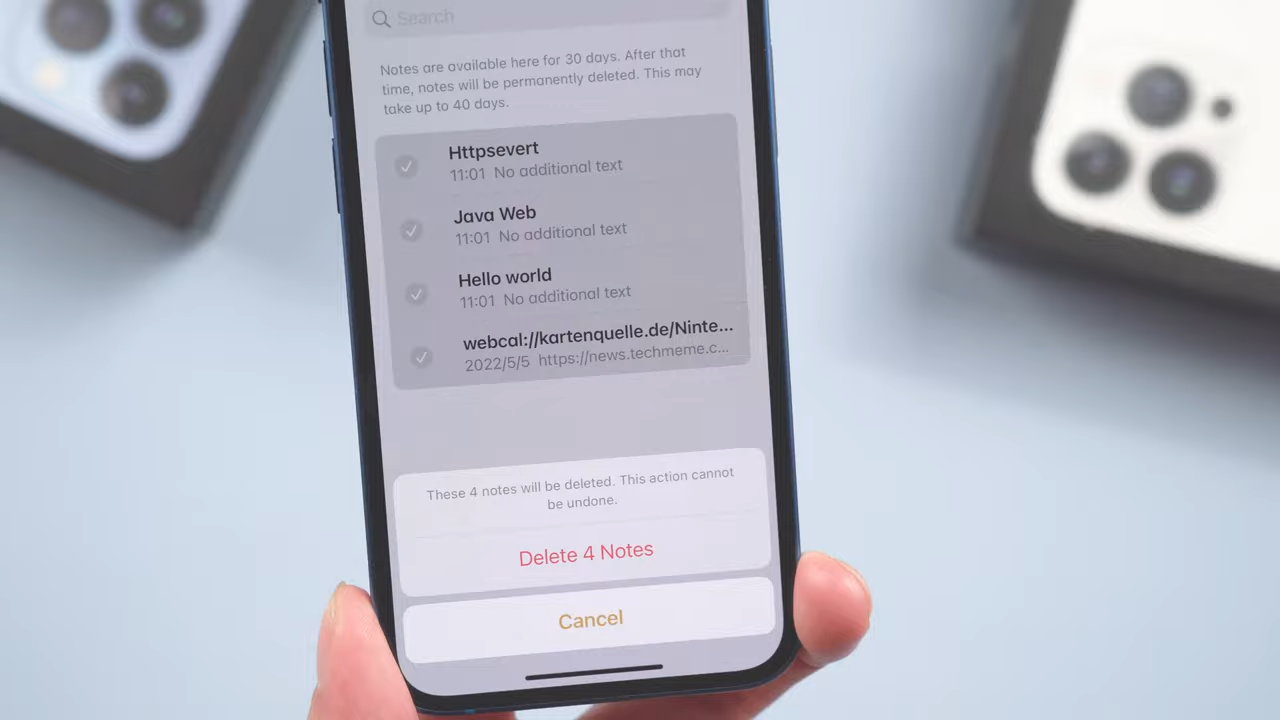 Search
Notes are available here for 30 days. After that
time, notes will be permanently deleted. This may
take up to 40 days.
Httpsevert
11:01 No additional text
Java Web
11:01 No additional text
Hello world
11:01 No additional text
webcal://kartenquelle.de/Ninte...
2022/5/5 https://news.techmeme.c...
These 4 notes will be deleted. This action cannot
be undone.
Delete 4 Notes
Cancel